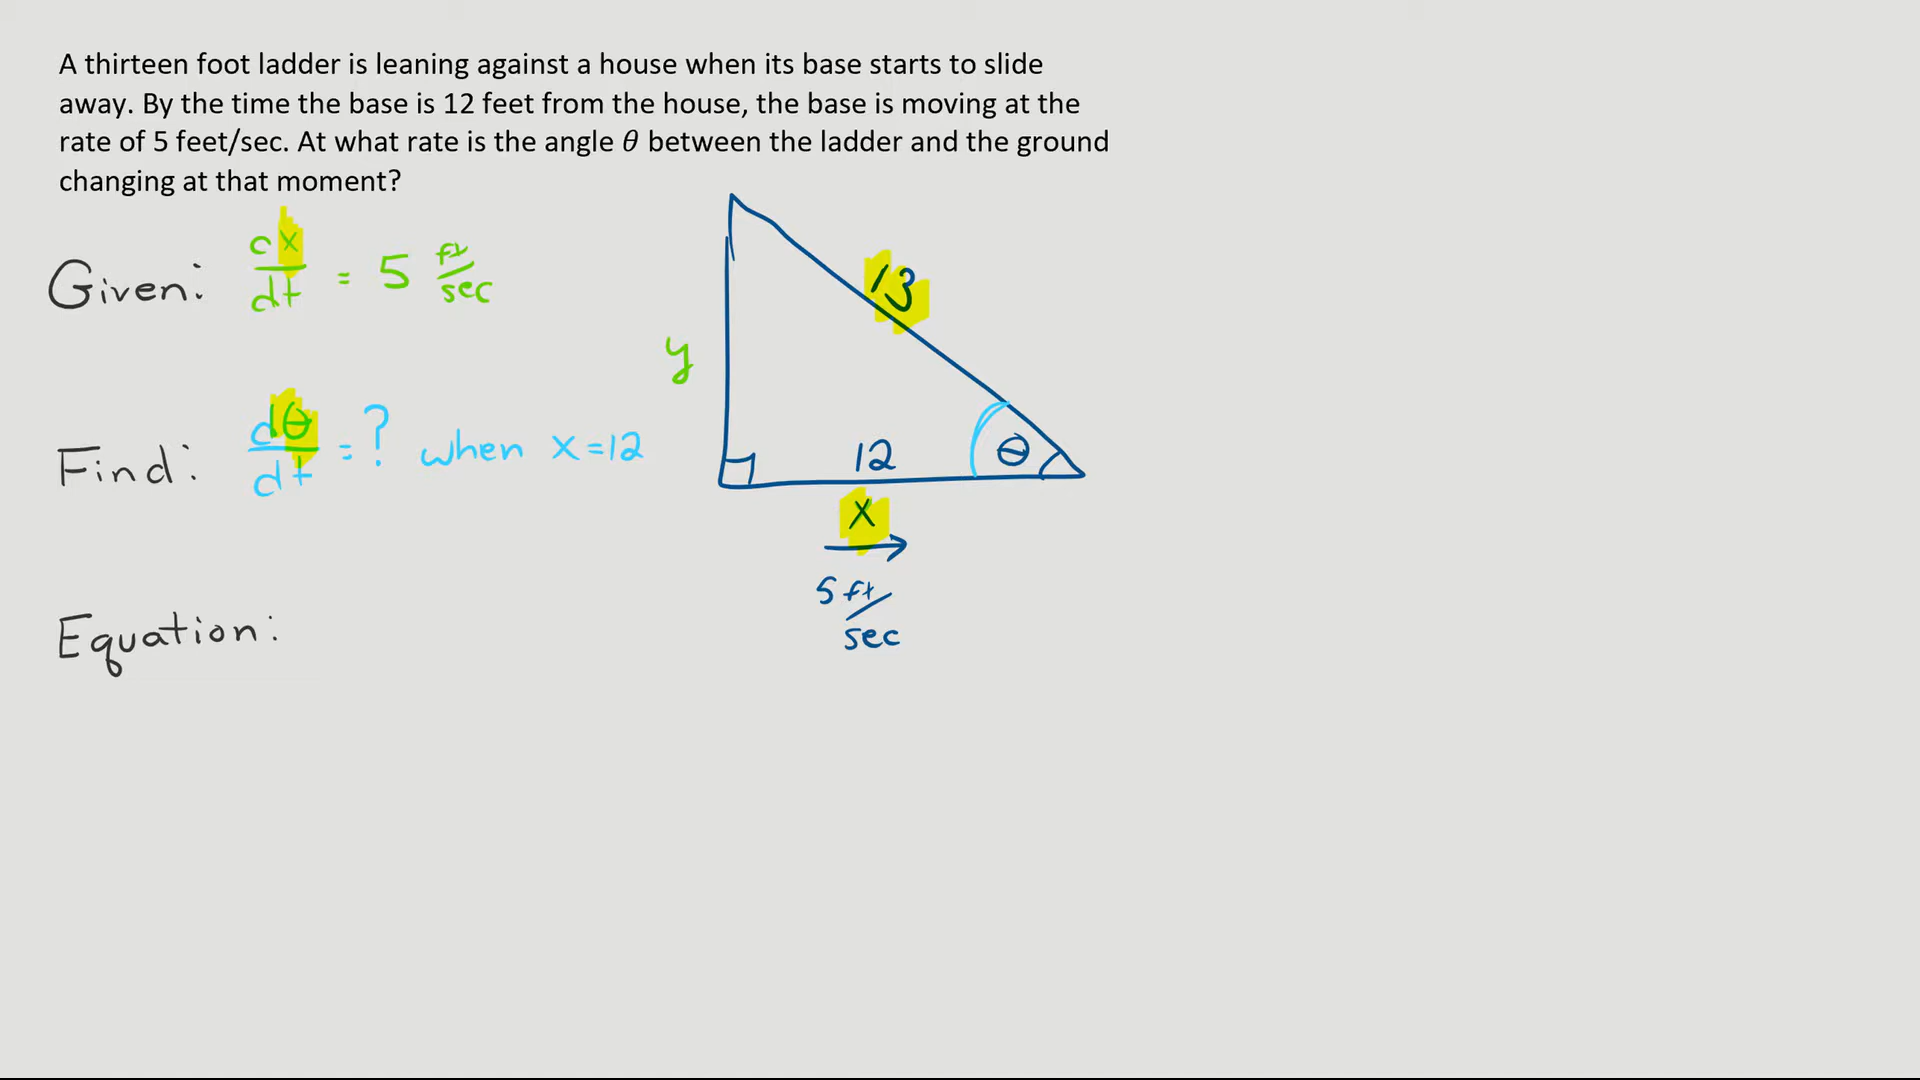 A thirteen foot ladder is leaning against a house when its base starts to slide
away. By the time the base is 12 feet from the house, the base is moving at the
rate of 5 feet/sec. At what rate is the angle θ between the ladder and the ground
changing at that moment?
Given: dx/dt = 5 ft/sec
13
y
Find: dθ/dt = ? when x=12
12
θ
x
5 ft/sec
Equation: